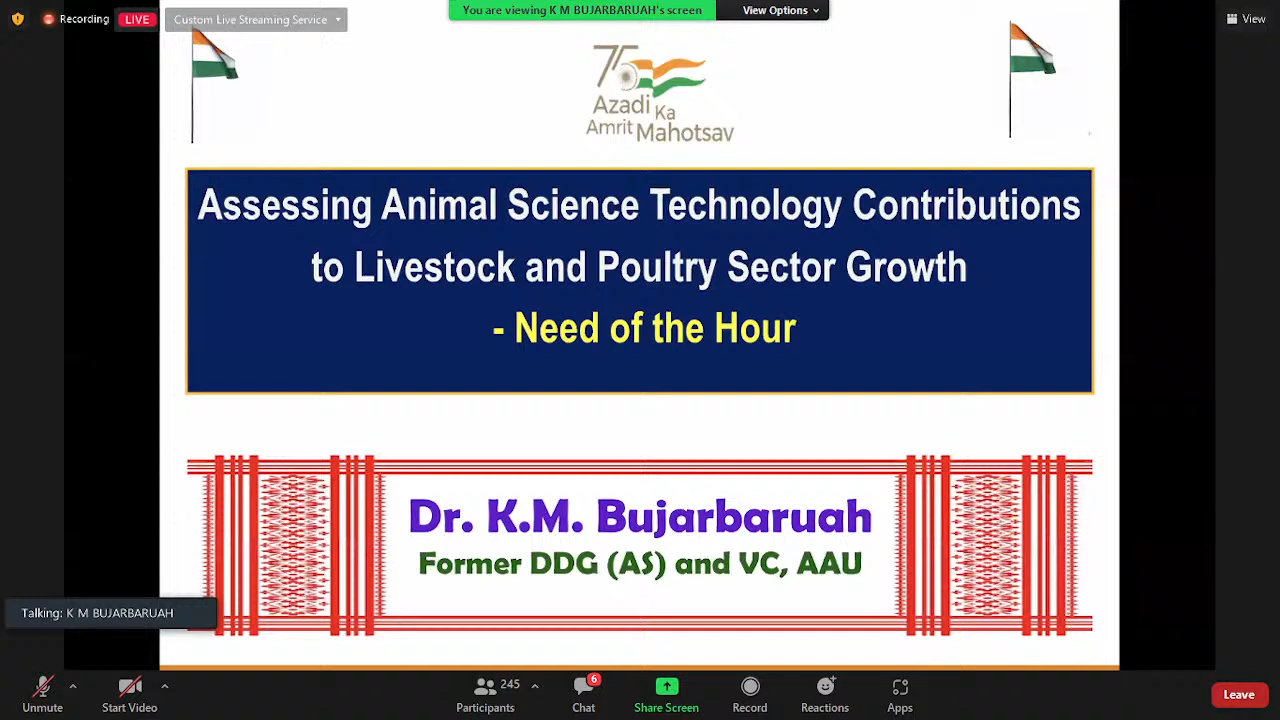 Recording
LIVE
Custom Live Streaming Service
You are viewing K M BUJARBARUAH's screen
View Options
View
75
Azadi Ka
Amrit Mahotsav
Assessing Animal Science Technology Contributions
to Livestock and Poultry Sector Growth
- Need of the Hour
Dr. K.M. Bujarbaruah
Former DDG (AS) and VC, AAU
Talking: K M BUJARBARUAH
Unmute
Start Video
245
Participants
6
Chat
Share Screen
Record
Reactions
Apps
Leave